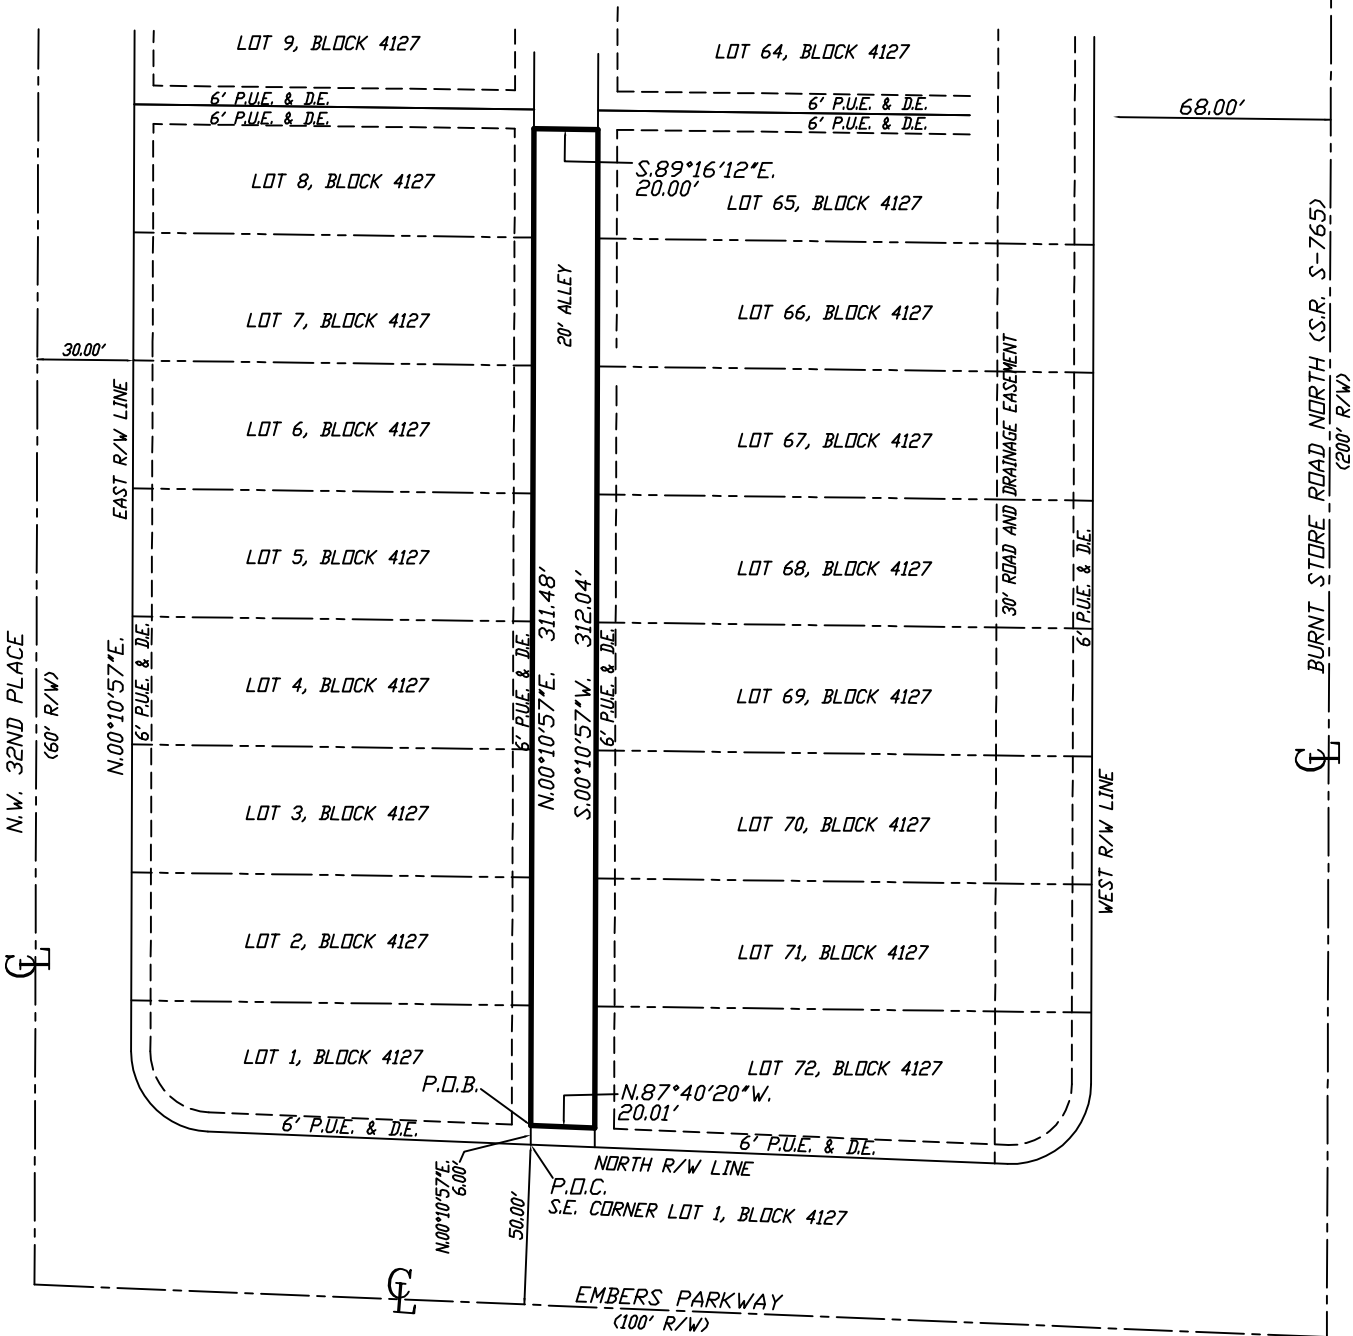 LOT 9, BLOCK 4127
LOT 64, BLOCK 4127
6' P.U.E. & D.E.
6' P.U.E. & D.E.
6' P.U.E. & D.E.
6' P.U.E. & D.E.
68.00'
S.89°16'12"E.
20.00'
LOT 8, BLOCK 4127
LOT 65, BLOCK 4127
20' ALLEY
LOT 7, BLOCK 4127
LOT 66, BLOCK 4127
30.00'
EAST R/W LINE
LOT 6, BLOCK 4127
LOT 67, BLOCK 4127
30' ROAD AND DRAINAGE EASEMENT
BURNT STORE ROAD NORTH (S.R. S-765)
(200' R/W)
LOT 5, BLOCK 4127
LOT 68, BLOCK 4127
6' P.U.E. & D.E.
N.W. 32ND PLACE
(60' R/W)
N.00°10'57"E.
6' P.U.E. & D.E.
LOT 4, BLOCK 4127
6' P.U.E. & D.E.
N.00°10'57"E. 311.48'
S.00°10'57"W. 312.04'
6' P.U.E. & D.E.
LOT 69, BLOCK 4127
CL
LOT 3, BLOCK 4127
LOT 70, BLOCK 4127
WEST R/W LINE
LOT 2, BLOCK 4127
LOT 71, BLOCK 4127
CL
LOT 1, BLOCK 4127
LOT 72, BLOCK 4127
P.O.B.
N.87°40'20"W.
20.01'
6' P.U.E. & D.E.
6' P.U.E. & D.E.
NORTH R/W LINE
N.00°10'57"E.
6.00'
P.O.C.
S.E. CORNER LOT 1, BLOCK 4127
50.00'
CL
EMBERS PARKWAY
(100' R/W)